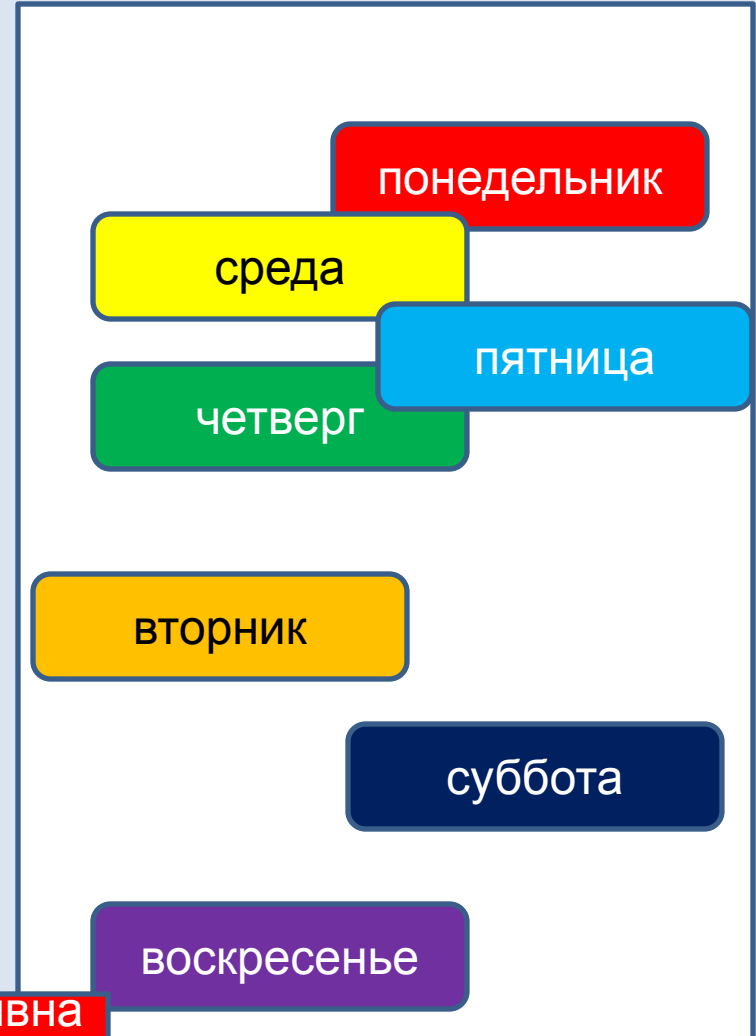 понедельник
среда
пятница
четверг
вторник
суббота
воскресенье